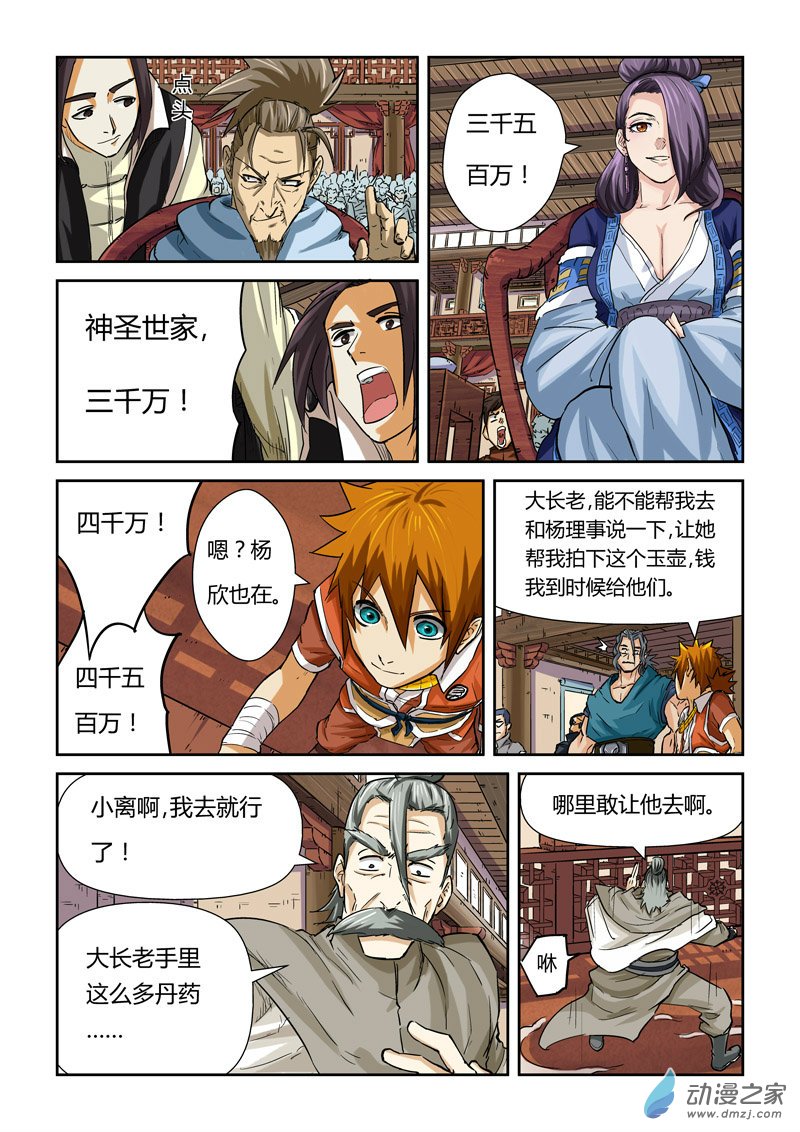 点
头
神圣世家，
三千万！
三千五
百万！
四千万！
四千五
百万！
嗯？杨
欣也在。
大长老，能不能帮我去
和杨理事说一下，让她
帮我拍下这个玉壶，钱
我到时候给他们。
小离啊，我去就行
了！
大长老手里
这么多丹药
……
哪里敢让他去啊。
咻
动漫之家
www.dmzj.com